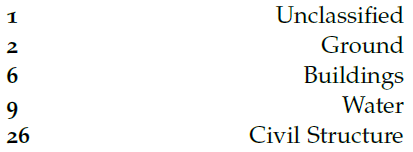 1 Unclassified
2 Ground
6 Buildings
9 Water
26 Civil Structure